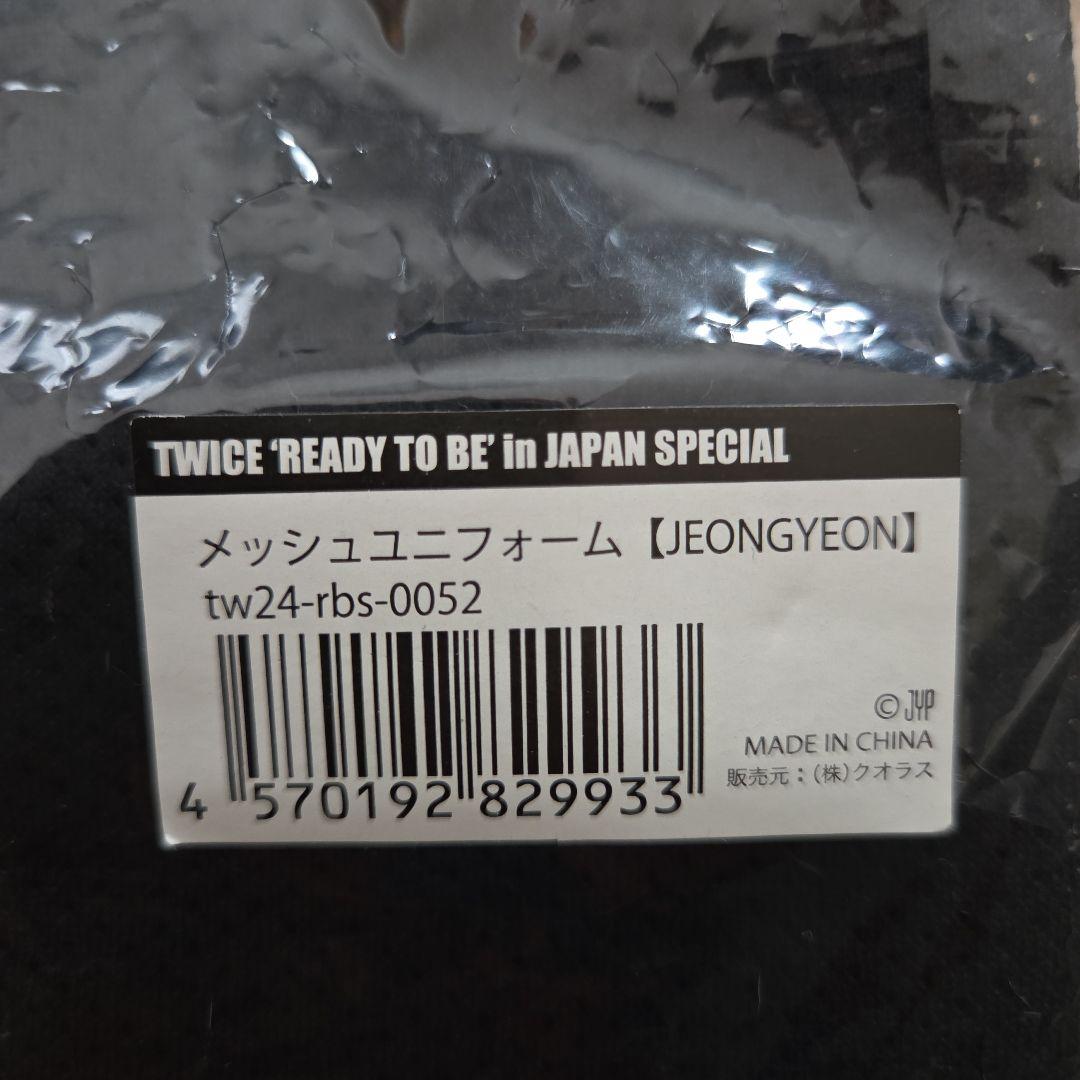 TWICE ‘READY TO BE’ in JAPAN SPECIAL
メッシュユニフォーム【JEONGYEON】
tw24-rbs-0052
4 570192 829933
© JYP
MADE IN CHINA
販売元：(株)クオラス